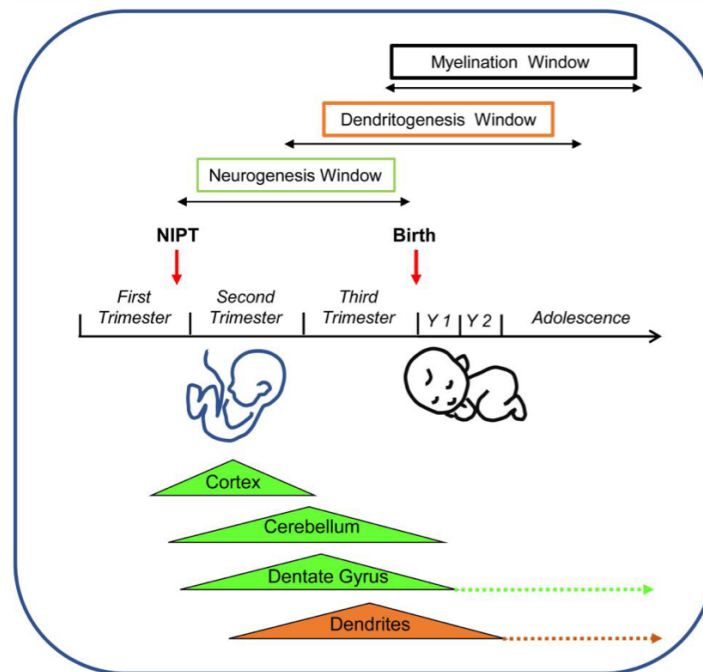 Myelination Window
Dendritogenesis Window
Neurogenesis Window
NIPT
Birth
First
Trimester
Second
Trimester
Third
Trimester
Y 1
Y 2
Adolescence
Cortex
Cerebellum
Dentate Gyrus
Dendrites